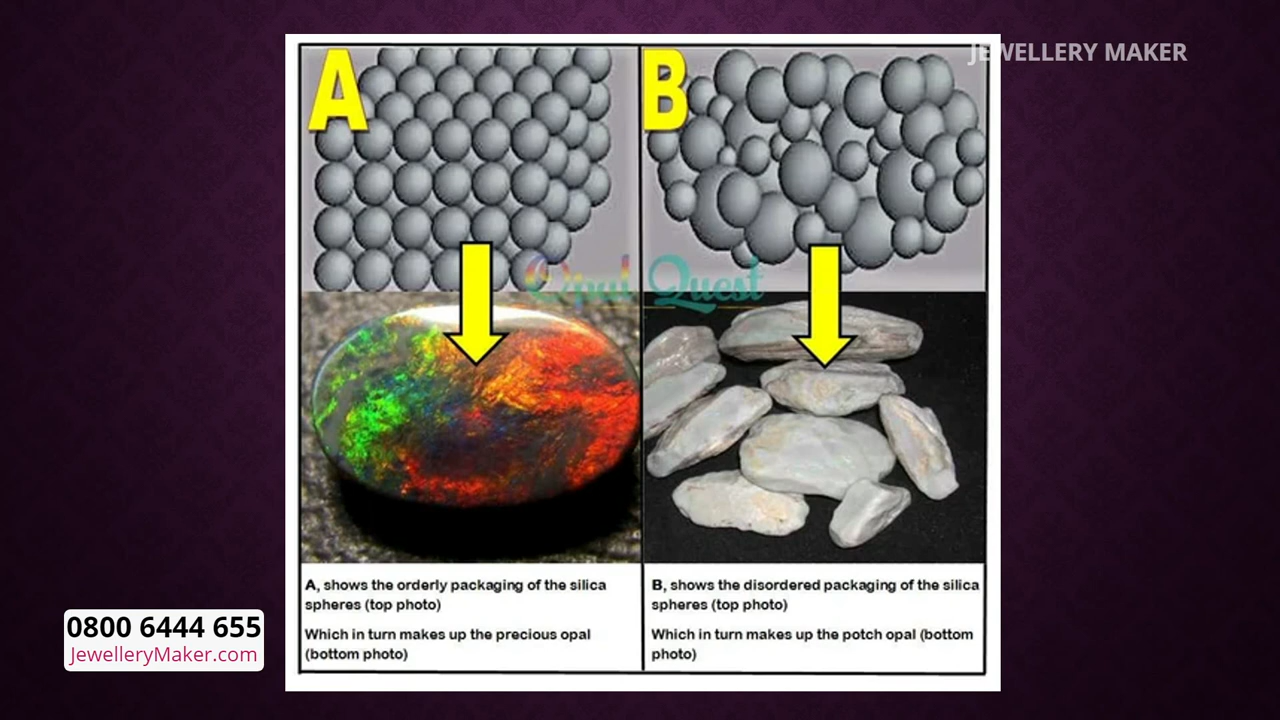 JEWELLERY MAKER
A
B
Opal Quest
A, shows the orderly packaging of the silica
spheres (top photo)
Which in turn makes up the precious opal
(bottom photo)
B, shows the disordered packaging of the silica
spheres (top photo)
Which in turn makes up the potch opal (bottom
photo)
0800 6444 655
JewelleryMaker.com